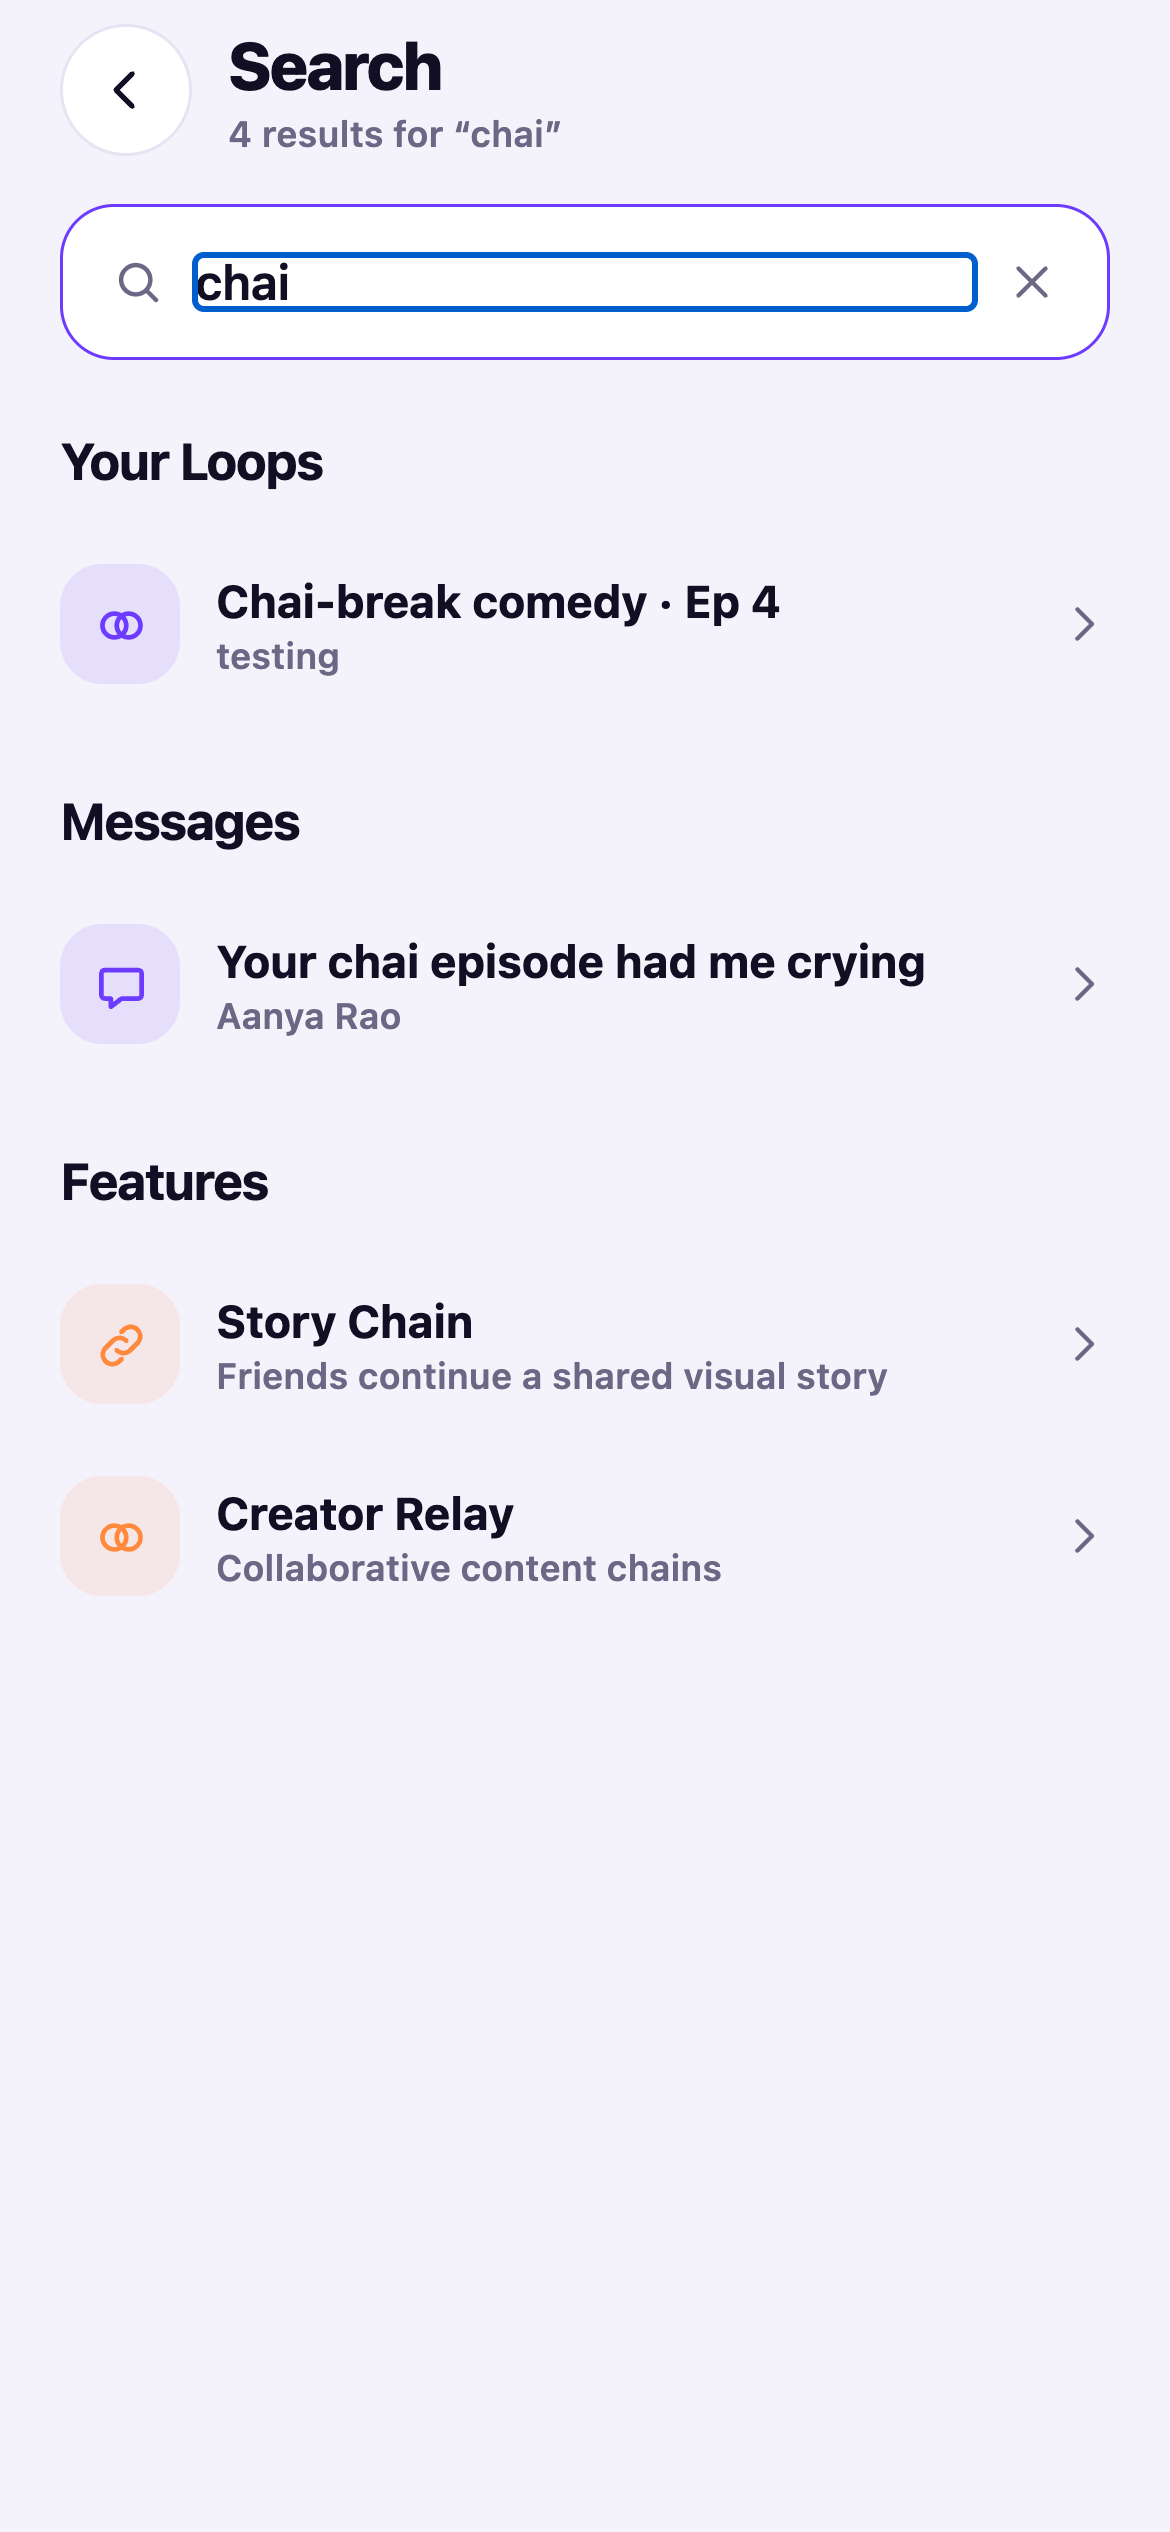 Search
4 results for “chai”
chai
Your Loops
Chai-break comedy · Ep 4
testing
Messages
Your chai episode had me crying
Aanya Rao
Features
Story Chain
Friends continue a shared visual story
Creator Relay
Collaborative content chains